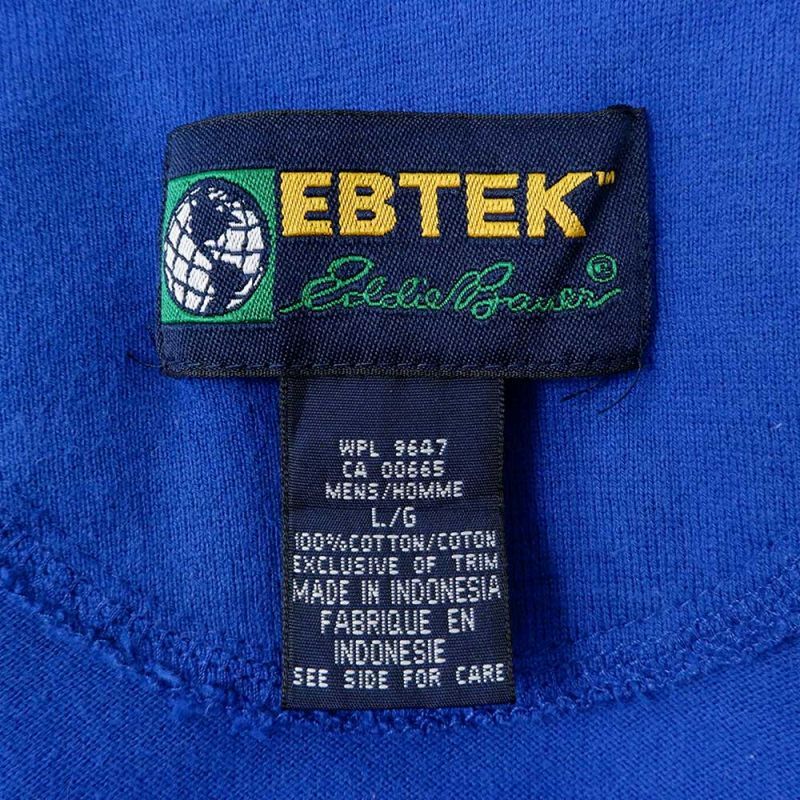 EBTEK™
Eddie Bauer®
WPL 9647
CA 00665
MENS/HOMME
L/G
100%COTTON/COTON
EXCLUSIVE OF TRIM
MADE IN INDONESIA
FABRIQUE EN
INDONESIE
SEE SIDE FOR CARE